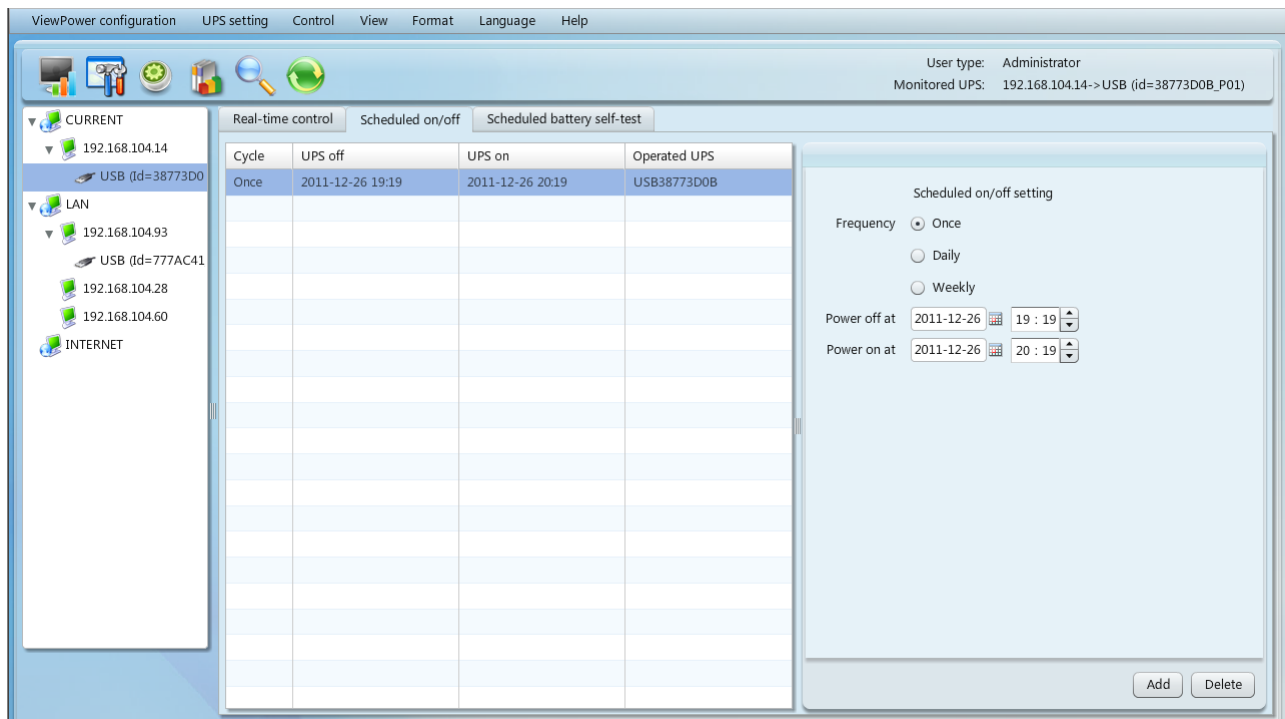 ViewPower configuration UPS setting Control View Format Language Help
User type: Administrator
Monitored UPS: 192.168.104.14->USB (id=38773D0B_P01)
CURRENT
192.168.104.14
USB (Id=38773D0
LAN
192.168.104.93
USB (Id=777AC41
192.168.104.28
192.168.104.60
INTERNET
Real-time control Scheduled on/off Scheduled battery self-test
Cycle UPS off UPS on Operated UPS
Once 2011-12-26 19:19 2011-12-26 20:19 USB38773D0B
Scheduled on/off setting
Frequency Once
Daily
Weekly
Power off at 2011-12-26 19 : 19
Power on at 2011-12-26 20 : 19
Add Delete